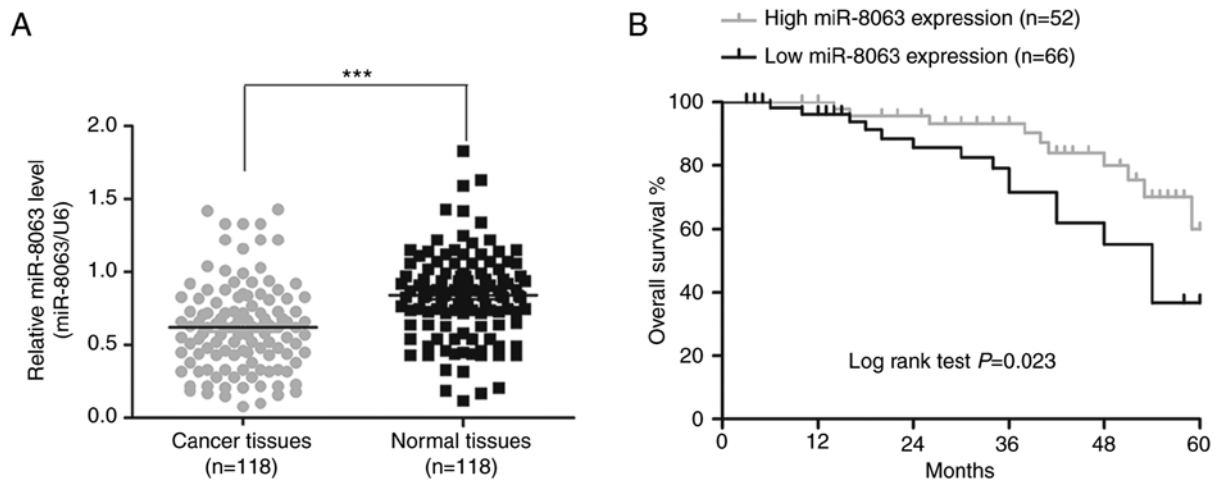 A
***
Relative miR-8063 level
(miR-8063/U6)
2.0
1.5
1.0
0.5
0.0
Cancer tissues
(n=118)
Normal tissues
(n=118)
B
High miR-8063 expression (n=52)
Low miR-8063 expression (n=66)
Overall survival %
100
80
60
40
20
0
Log rank test P=0.023
0 12 24 36 48 60
Months